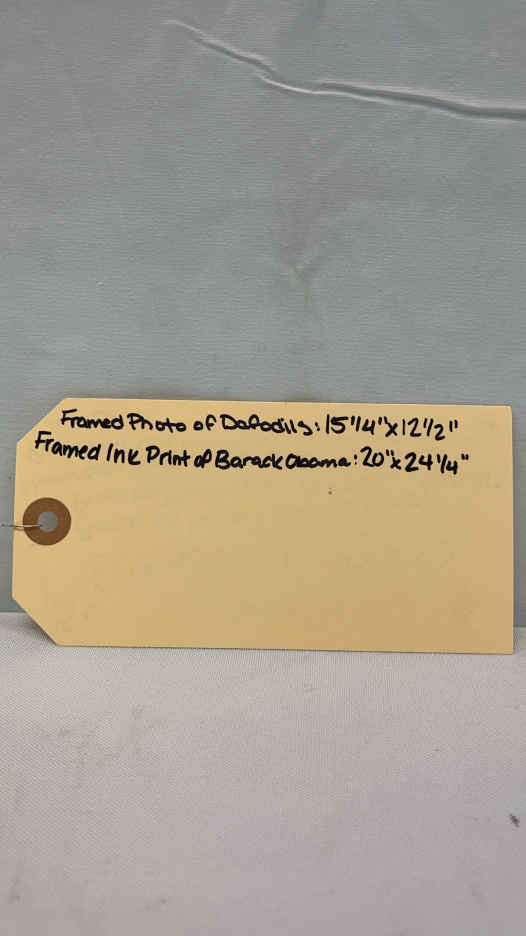 Framed Photo of Dafodills: 15 1/4" x 12 1/2"
Framed Ink Print of Barack Obama: 20" x 24 1/4"